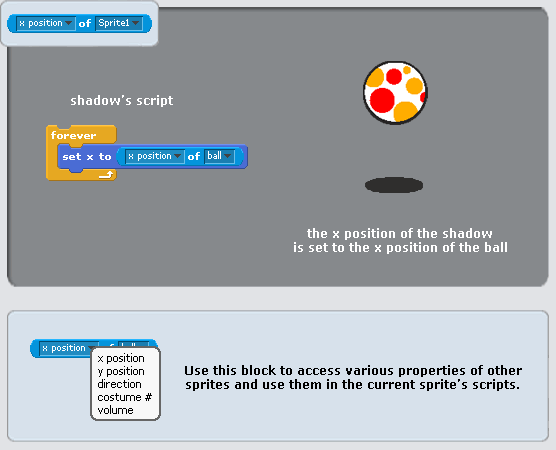 x position of Sprite1
shadow's script
forever
set x to x position of ball
the x position of the shadow
is set to the x position of the ball
x position
x position
y position
direction
costume #
volume
Use this block to access various properties of other
sprites and use them in the current sprite's scripts.